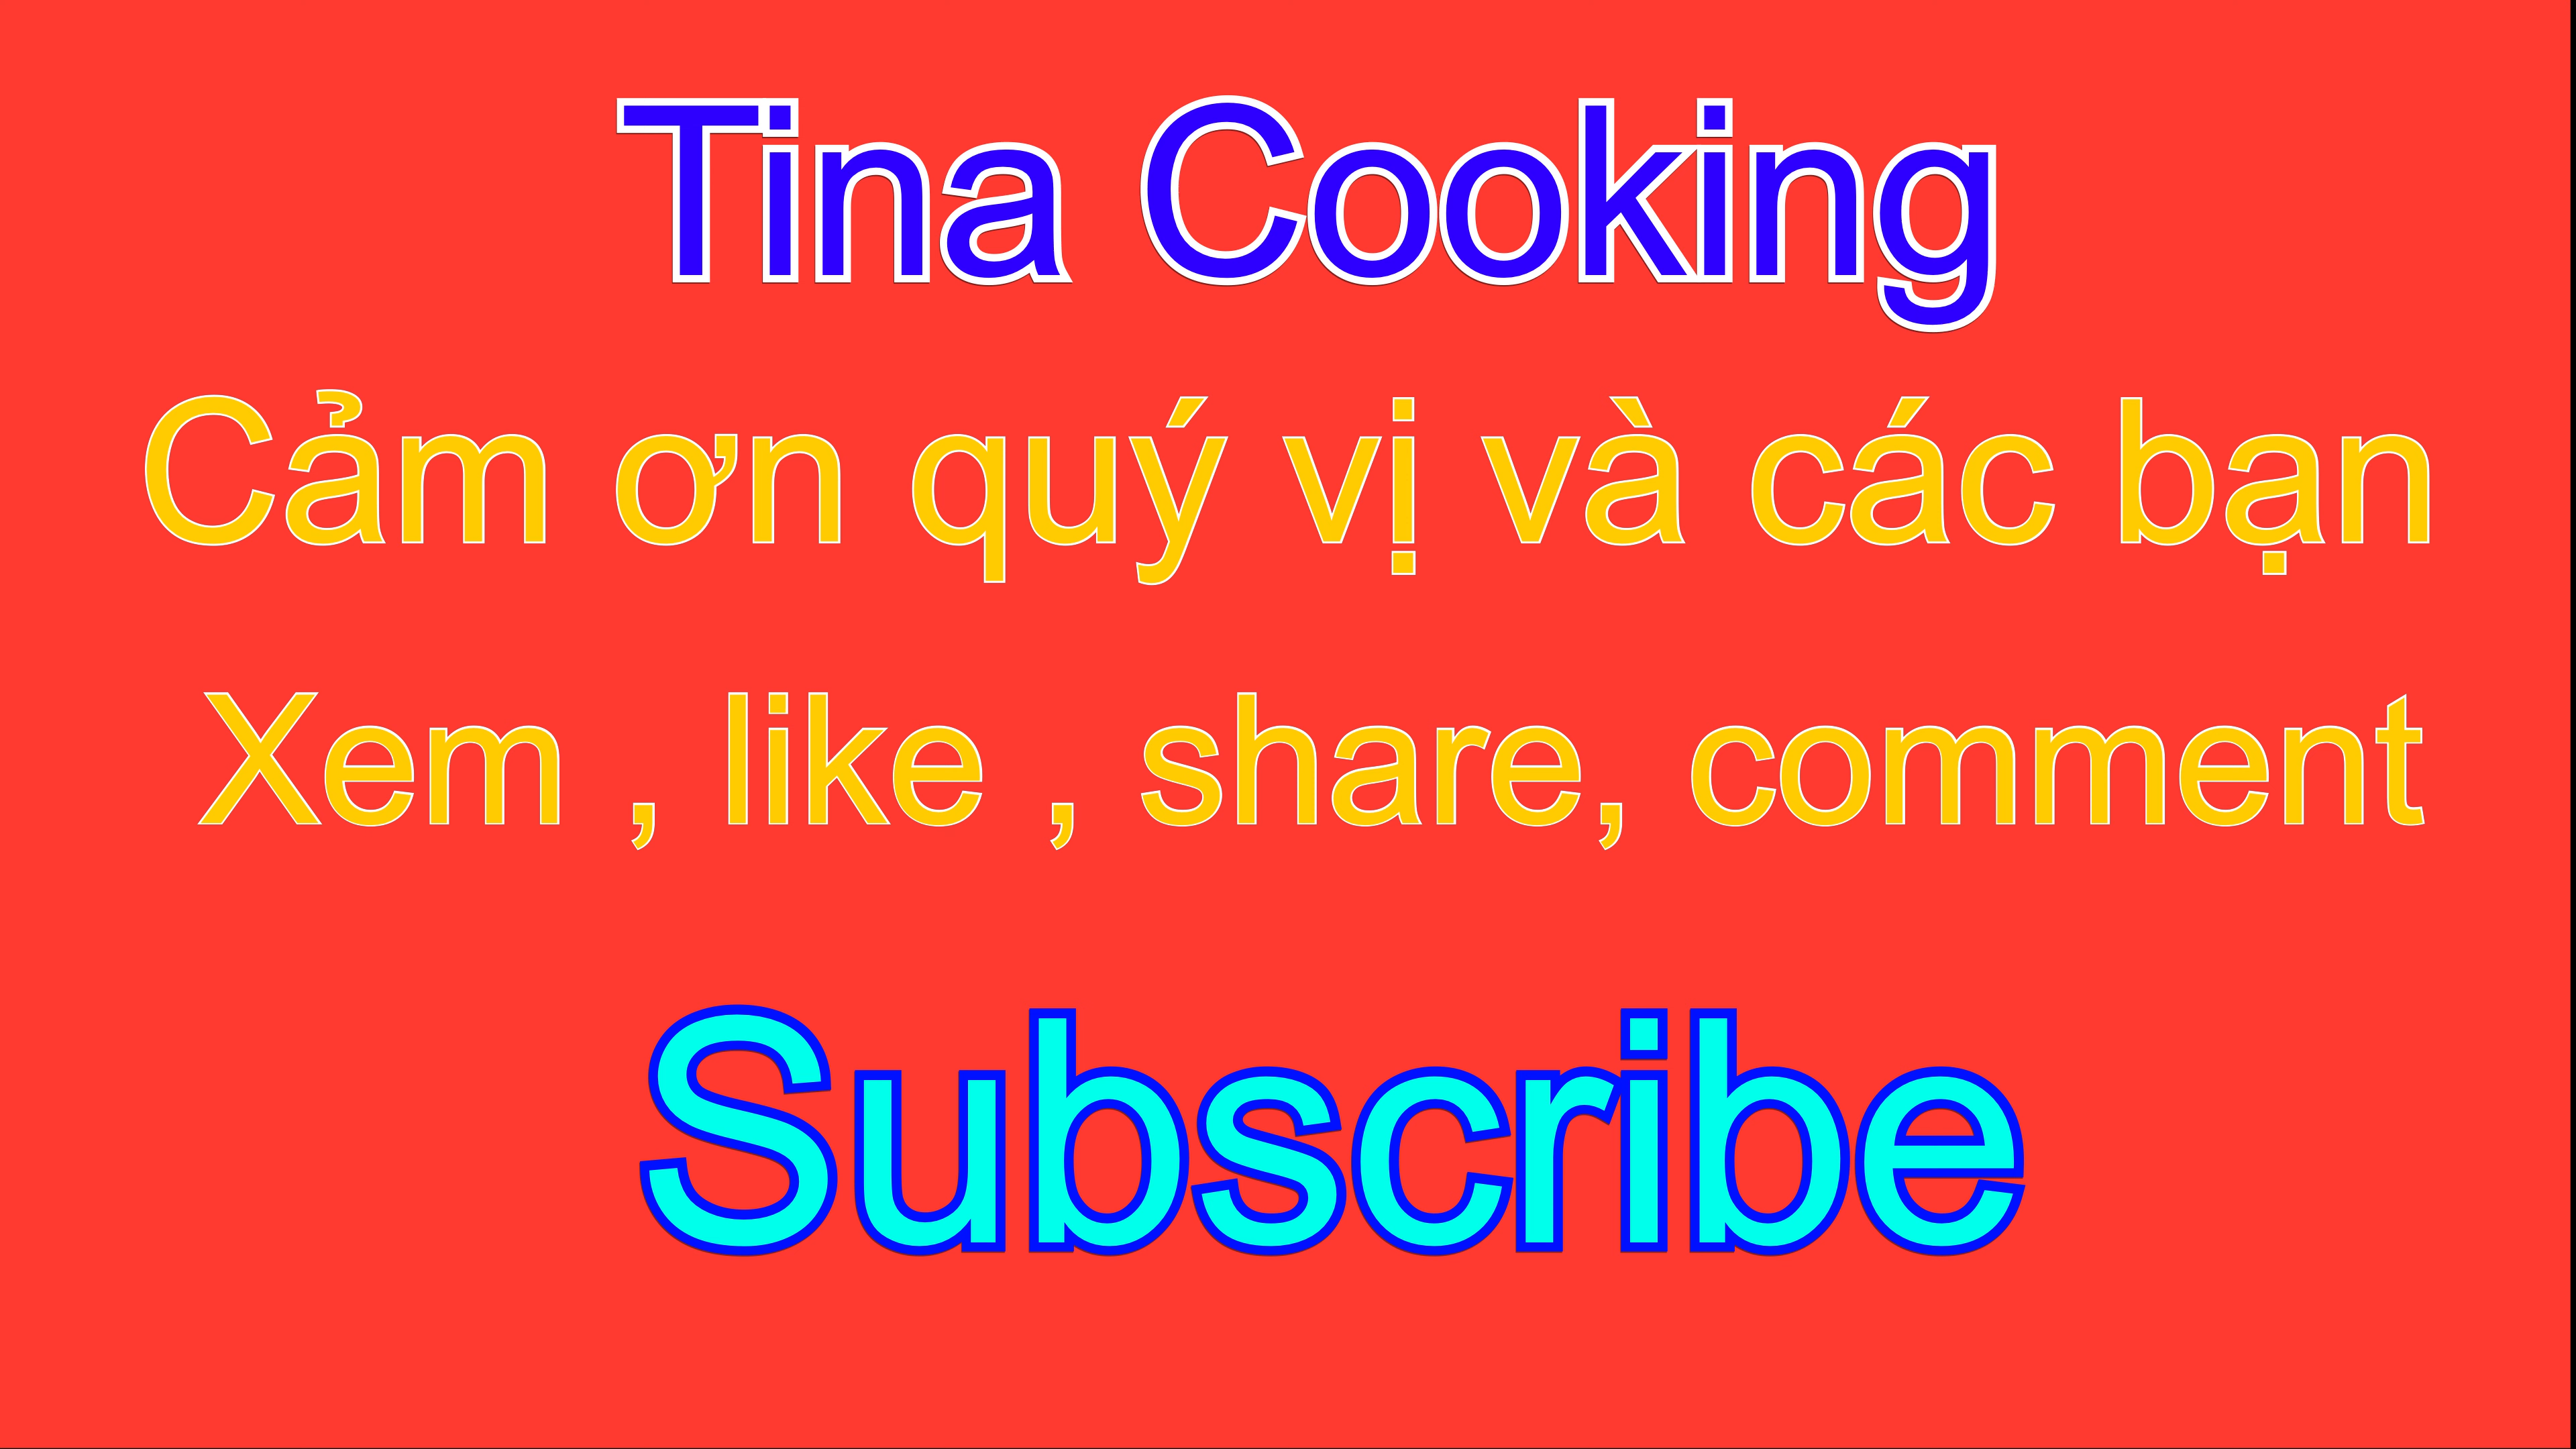 Tina Cooking
Cảm ơn quý vị và các bạn
Xem , like , share, comment
Subscribe